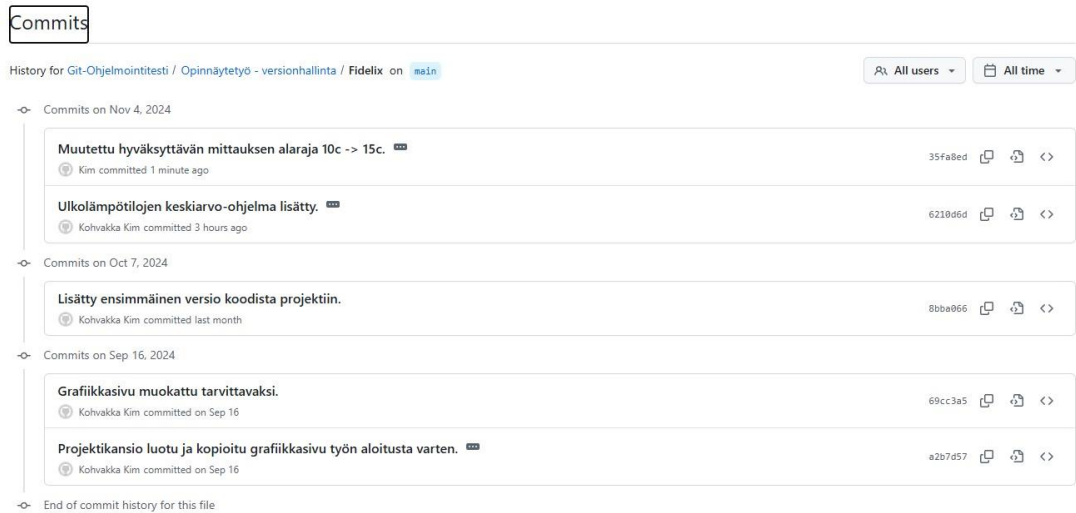 Commits
History for Git-Ohjelmointitesti / Opinnäytetyö - versionhallinta / Fidelix on main
All users
All time
Commits on Nov 4, 2024
Muutettu hyväksyttävän mittauksen alaraja 10c -> 15c.
35fa8ed
Kim committed 1 minute ago
Ulkolämpötilojen keskiarvo-ohjelma lisätty.
6210d6d
Kohvakka Kim committed 3 hours ago
Commits on Oct 7, 2024
Lisätty ensimmäinen versio koodista projektiin.
8bba066
Kohvakka Kim committed last month
Commits on Sep 16, 2024
Grafiikkasivu muokattu tarvittavaksi.
69cc3a5
Kohvakka Kim committed on Sep 16
Projektikansio luotu ja kopioitu grafiikkasivu työn aloitusta varten.
a2b7d57
Kohvakka Kim committed on Sep 16
End of commit history for this file